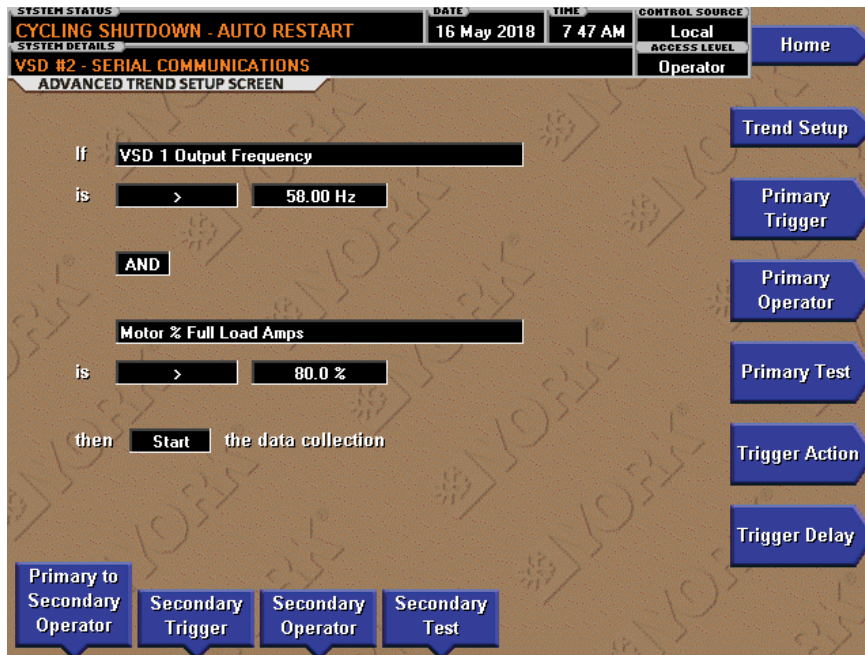 SYSTEM STATUS
CYCLING SHUTDOWN - AUTO RESTART
DATE
16 May 2018
TIME
7 47 AM
CONTROL SOURCE
Local
SYSTEM DETAILS
VSD #2 - SERIAL COMMUNICATIONS
ACCESS LEVEL
Operator
Home
ADVANCED TREND SETUP SCREEN
Trend Setup
If VSD 1 Output Frequency
is > 58.00 Hz
Primary
Trigger
AND
Primary
Operator
Motor % Full Load Amps
is > 80.0 %
Primary Test
then Start the data collection
Trigger Action
Trigger Delay
Primary to
Secondary
Operator
Secondary
Trigger
Secondary
Operator
Secondary
Test
YORK®